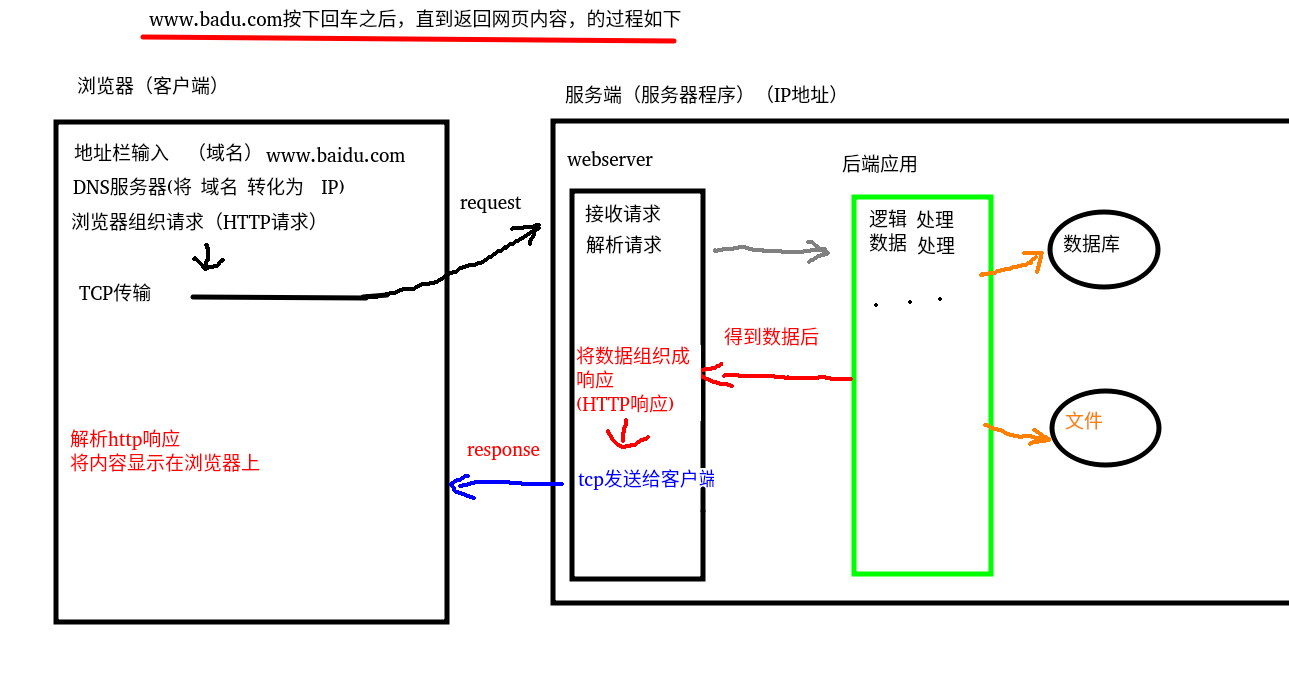 www.badu.com按下回车之后，直到返回网页内容，的过程如下
浏览器（客户端）
地址栏输入 （域名） www.baidu.com
DNS服务器(将 域名 转化为 IP)
浏览器组织请求（HTTP请求）
TCP传输
解析http响应
将内容显示在浏览器上
request
response
服务端（服务器程序）（IP地址）
webserver
接收请求
解析请求
将数据组织成
响应
(HTTP响应)
tcp发送给客户端
得到数据后
后端应用
逻辑 处理
数据 处理
. . .
数据库
文件